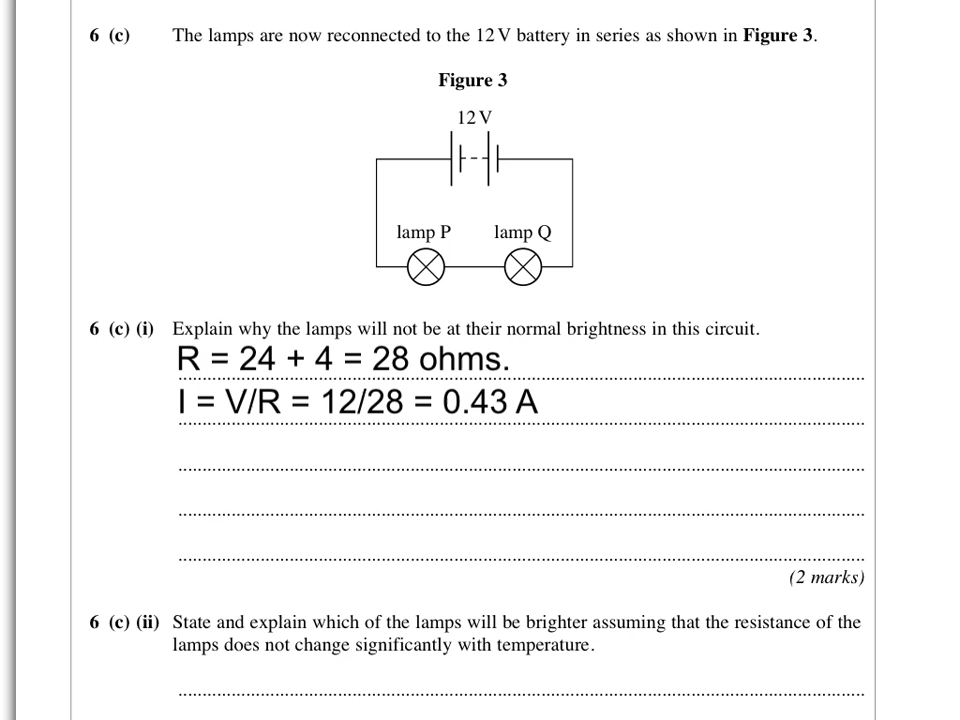 6 (c) The lamps are now reconnected to the 12 V battery in series as shown in Figure 3.
Figure 3
12 V
lamp P lamp Q
6 (c) (i) Explain why the lamps will not be at their normal brightness in this circuit.
R = 24 + 4 = 28 ohms.
I = V/R = 12/28 = 0.43 A
(2 marks)
6 (c) (ii) State and explain which of the lamps will be brighter assuming that the resistance of the
lamps does not change significantly with temperature.